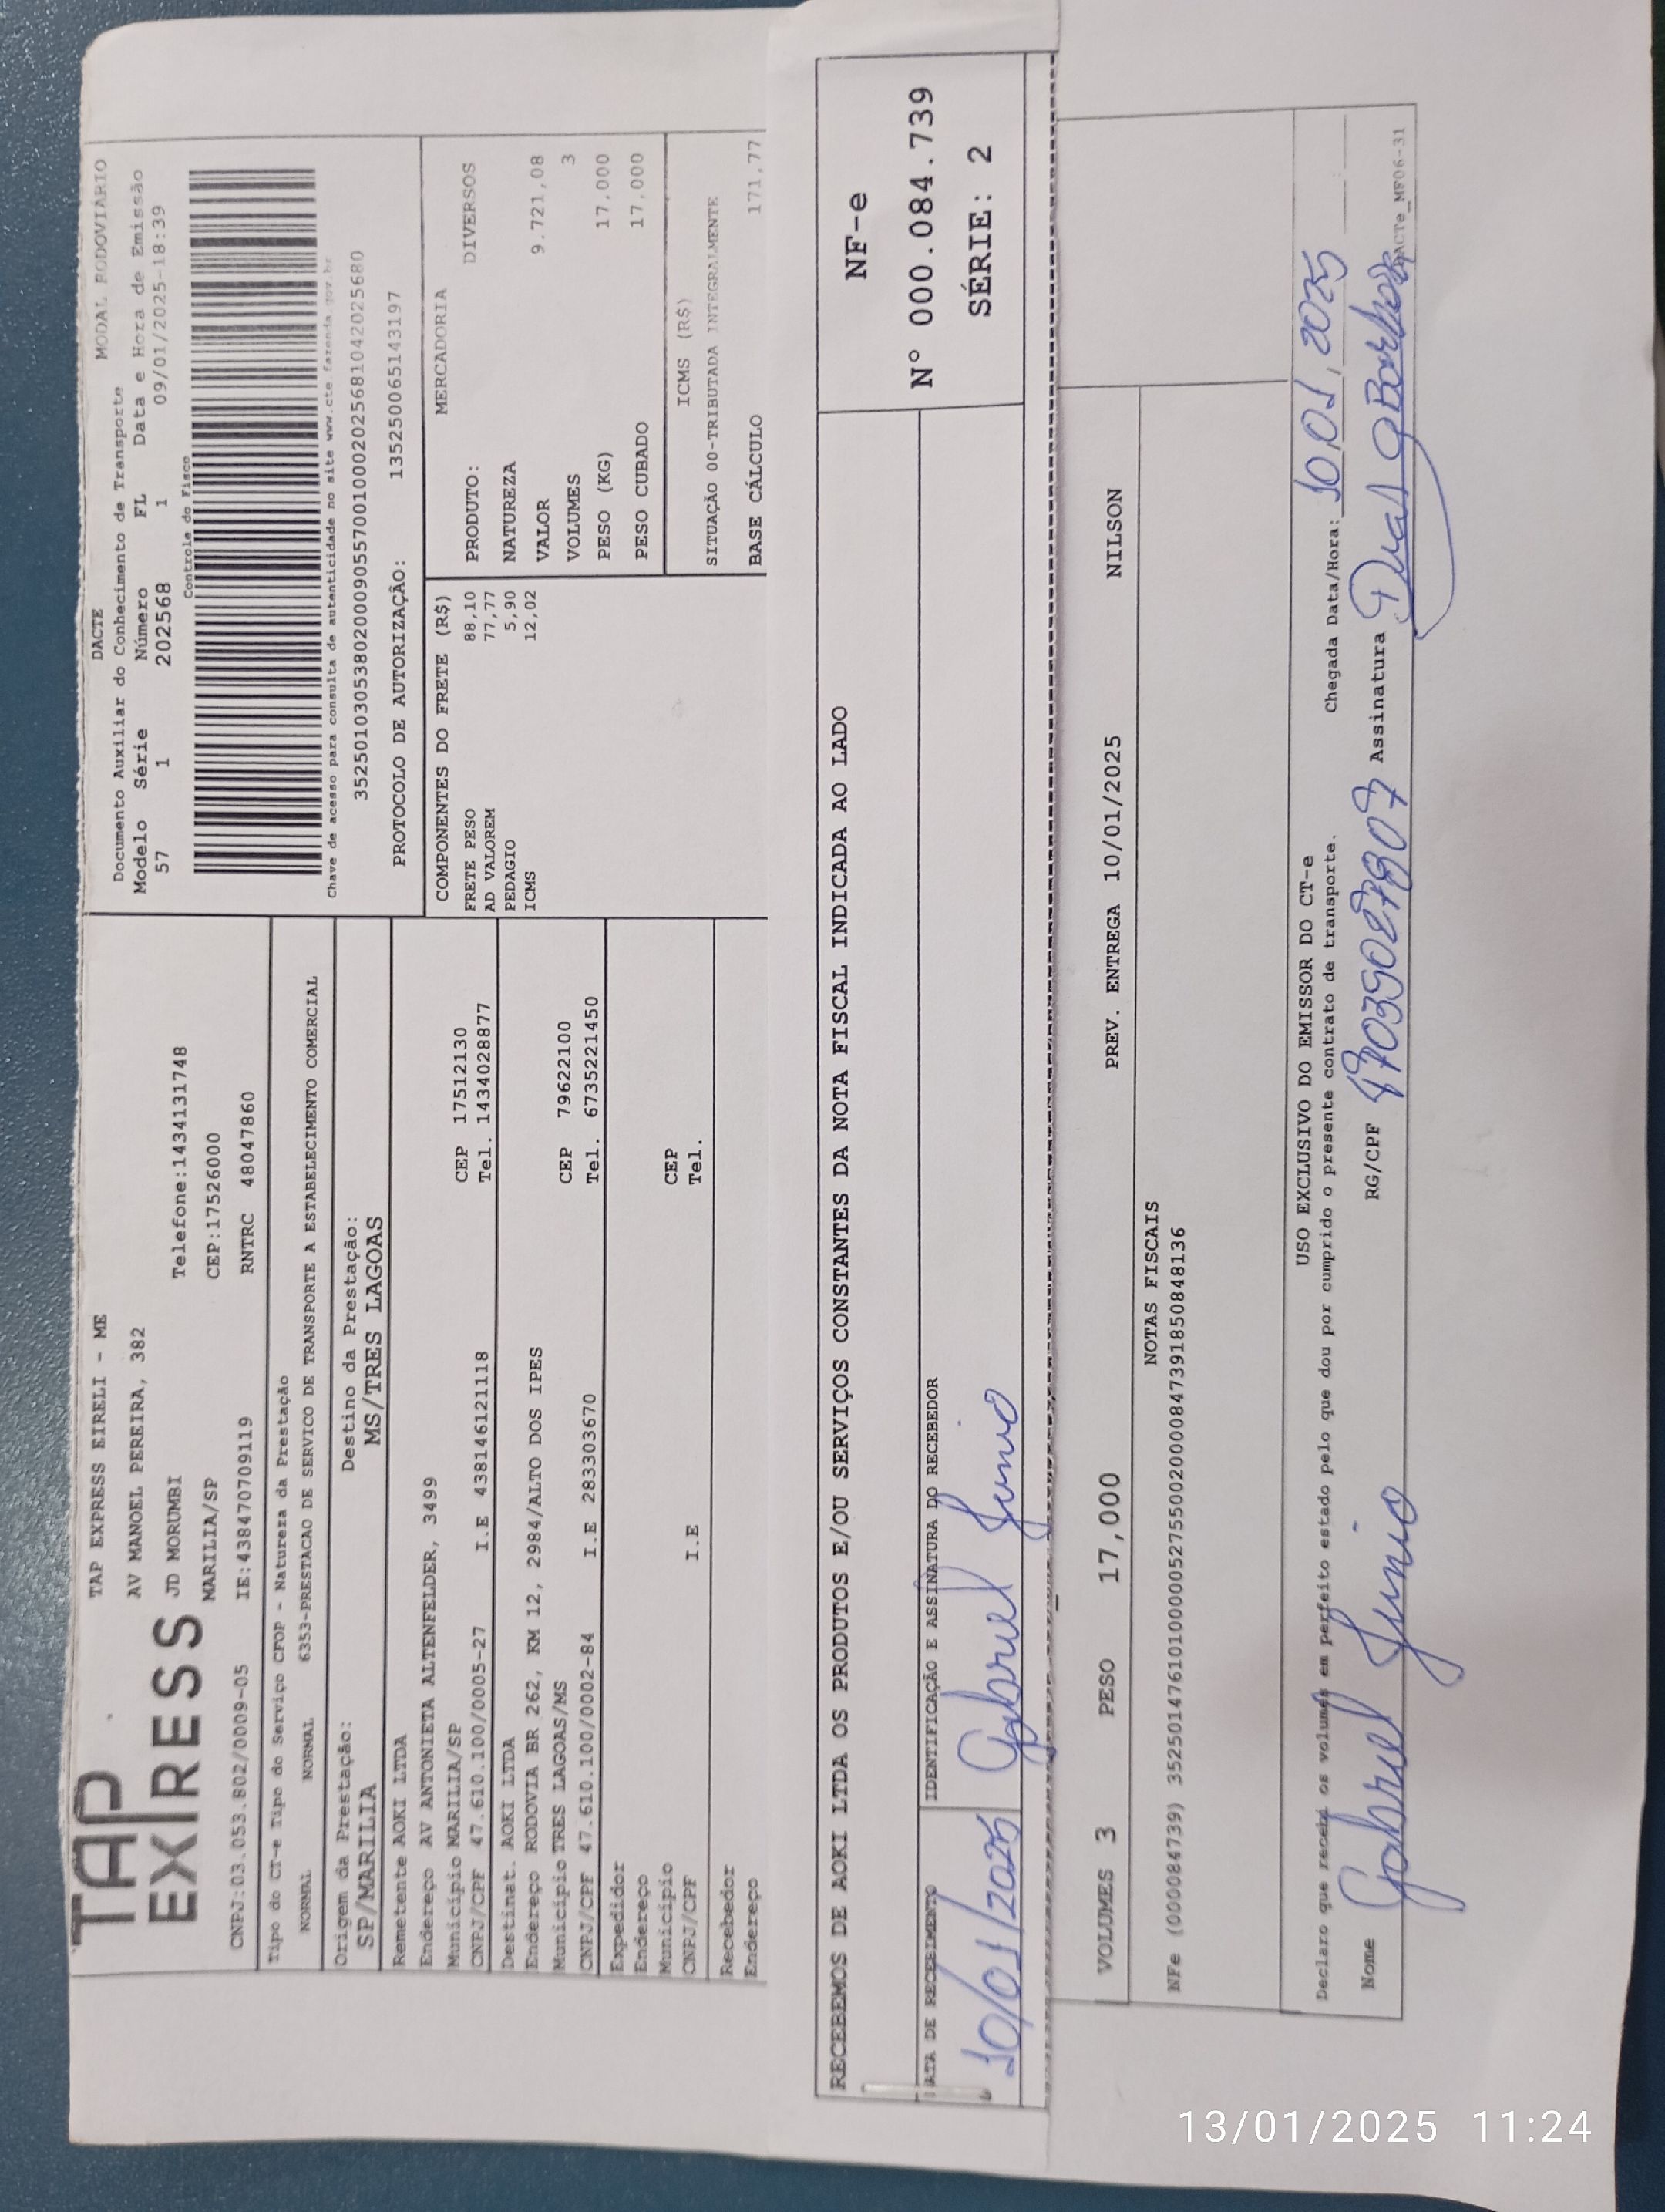 TAP EXPRESS
TAP EXPRESS EIRELI - ME
AV MANOEL PEREIRA, 382
JD MORUMBI
Telefone:1434131748
MARILIA/SP
CEP:17526000
CNPJ:03.053.802/0009-05
IE:438470709119
RNTRC 48047860
DACTE
MODAL RODOVIARIO
Documento Auxiliar do Conhecimento de Transporte
Modelo Série Número FL Data e Hora de Emissão
57 1 202568 1 09/01/2025-18:39
Controle do Fisco
Chave de acesso para consulta de autenticidade no site www.cte.fazenda.gov.br
35250103053802000905570010002025681042025680
PROTOCOLO DE AUTORIZAÇÃO: 135250065143197
Tipo do CT-e Tipo do Serviço CFOP - Natureza da Prestação
NORMAL NORMAL 6353-PRESTACAO DE SERVICO DE TRANSPORTE A ESTABELECIMENTO COMERCIAL
Origem da Prestação: Destino da Prestação:
SP/MARILIA MS/TRES LAGOAS
Remetente AOKI LTDA
Endereço AV ANTONIETA ALTENFELDER, 3499
Município MARILIA/SP CEP 17512130
CNPJ/CPF 47.610.100/0005-27 I.E 438146121118 Tel. 1434028877
Destinat. AOKI LTDA
Endereço RODOVIA BR 262, KM 12, 2984/ALTO DOS IPES
Município TRES LAGOAS/MS CEP 79622100
CNPJ/CPF 47.610.100/0002-84 I.E 283303670 Tel. 6735221450
Expedidor
Endereço
Município CEP
CNPJ/CPF I.E Tel.
Recebedor
Endereço
COMPONENTES DO FRETE (R$)
FRETE PESO 88,10
AD VALOREM 77,77
PEDAGIO 5,90
ICMS 12,02
MERCADORIA
PRODUTO: DIVERSOS
NATUREZA
VALOR 9.721,08
VOLUMES 3
PESO (KG) 17,000
PESO CUBADO 17,000
ICMS (R$)
SITUAÇÃO 00-TRIBUTADA INTEGRALMENTE
BASE CÁLCULO 171,77
RECEBEMOS DE AOKI LTDA OS PRODUTOS E/OU SERVIÇOS CONSTANTES DA NOTA FISCAL INDICADA AO LADO
DATA DE RECEBIMENTO
10/01/2025
IDENTIFICAÇÃO E ASSINATURA DO RECEBEDOR
Gabriel Junio
NF-e
N° 000.084.739
SÉRIE: 2
VOLUMES 3 PESO 17,000 PREV. ENTREGA 10/01/2025 NILSON
NOTAS FISCAIS
NFe (000084739) 35250147610100000527550020000847391850848136
USO EXCLUSIVO DO EMISSOR DO CT-e
Declaro que recebi os volumes em perfeito estado pelo que dou por cumprido o presente contrato de transporte.
Chegada Data/Hora: 10/01/2025
Nome Gabriel Junio RG/CPF Assinatura
DACTe_MF06-31
13/01/2025 11:24